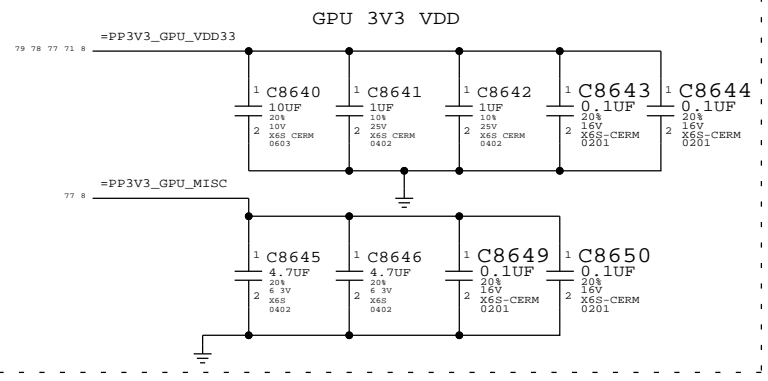 GPU 3V3 VDD
=PP3V3_GPU_VDD33
79 78 77 71 8
1 C8640
10UF
20%
10V
2 X6S CERM
0603
1 C8641
1UF
10%
25V
2 X6S CERM
0402
1 C8642
1UF
10%
25V
2 X6S CERM
0402
1 C8643
0.1UF
20%
16V
2 X6S-CERM
0201
1 C8644
0.1UF
20%
16V
2 X6S-CERM
0201
=PP3V3_GPU_MISC
77 8
1 C8645
4.7UF
20%
6 3V
2 X6S
0402
1 C8646
4.7UF
20%
6 3V
2 X6S
0402
1 C8649
0.1UF
20%
16V
2 X6S-CERM
0201
1 C8650
0.1UF
20%
16V
2 X6S-CERM
0201